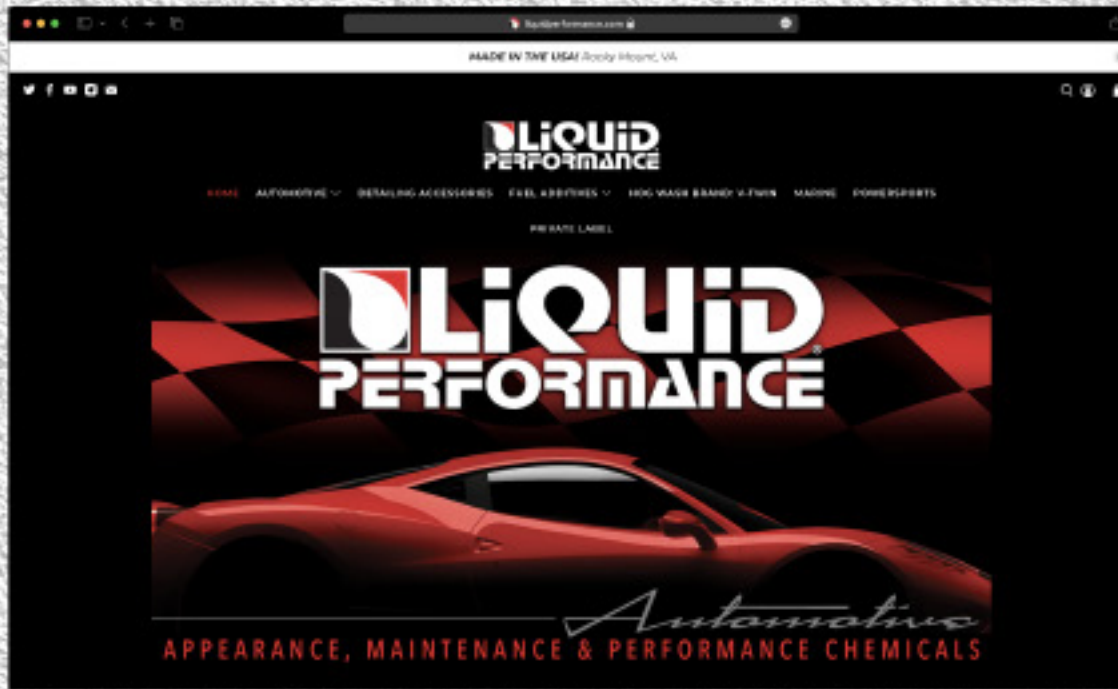 liquidperformance.com
MADE IN THE USA! Rocky Mount, VA
LiQUiD
PERFORMANCE
HOME AUTOMOTIVE DETAILING ACCESSORIES FUEL ADDITIVES HOG WASH BRAND: V-TWIN MARINE POWERSPORTS
PRIVATE LABEL
LiQUiD
PERFORMANCE®
Automotive
APPEARANCE, MAINTENANCE & PERFORMANCE CHEMICALS